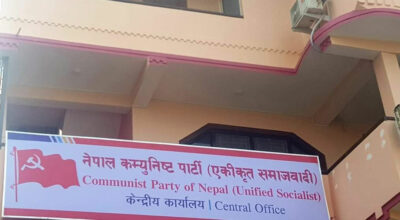 नेपाल कम्युनिष्ट पार्टी (एकीकृत समाजवादी)
Communist Party of Nepal (Unified Socialist)
केन्द्रीय कार्यालय | Central Office